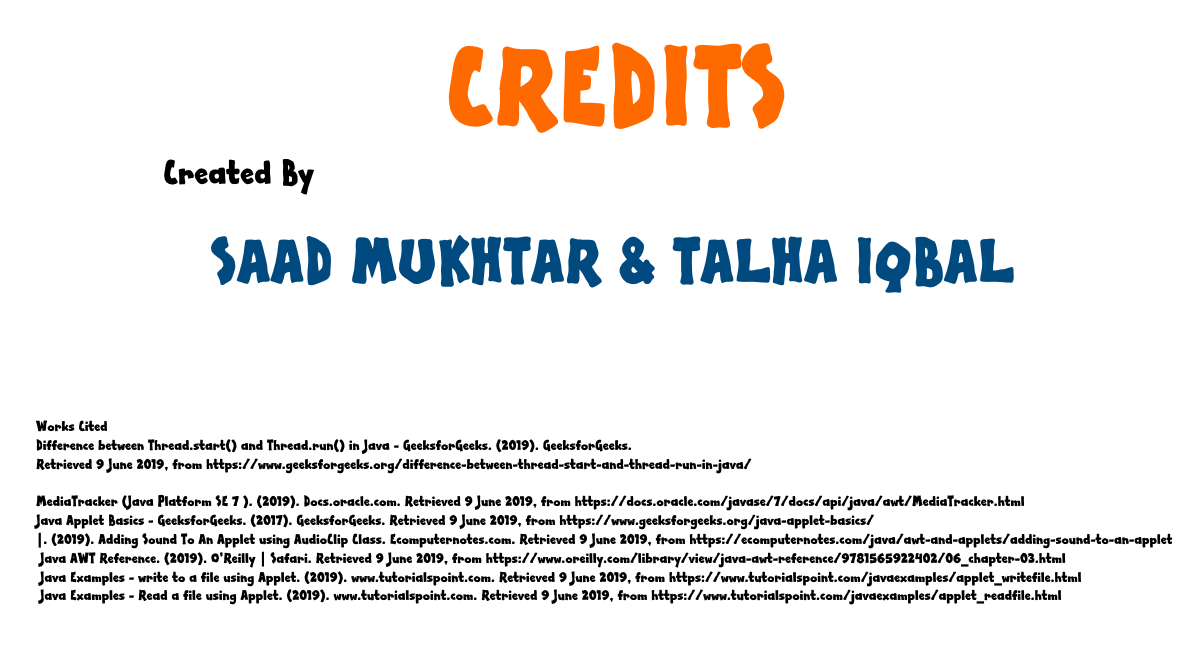 CREDITS
Created By
SAAD MUKHTAR & TALHA IQBAL
Works Cited
Difference between Thread.start() and Thread.run() in Java - GeeksforGeeks. (2019). GeeksforGeeks.
Retrieved 9 June 2019, from https://www.geeksforgeeks.org/difference-between-thread-start-and-thread-run-in-java/
MediaTracker (Java Platform SE 7 ). (2019). Docs.oracle.com. Retrieved 9 June 2019, from https://docs.oracle.com/javase/7/docs/api/java/awt/MediaTracker.html
Java Applet Basics - GeeksforGeeks. (2017). GeeksforGeeks. Retrieved 9 June 2019, from https://www.geeksforgeeks.org/java-applet-basics/
|. (2019). Adding Sound To An Applet using AudioClip Class. Ecomputernotes.com. Retrieved 9 June 2019, from https://ecomputernotes.com/java/awt-and-applets/adding-sound-to-an-applet
Java AWT Reference. (2019). O'Reilly | Safari. Retrieved 9 June 2019, from https://www.oreilly.com/library/view/java-awt-reference/9781565922402/06_chapter-03.html
Java Examples - write to a file using Applet. (2019). www.tutorialspoint.com. Retrieved 9 June 2019, from https://www.tutorialspoint.com/javaexamples/applet_writefile.html
Java Examples - Read a file using Applet. (2019). www.tutorialspoint.com. Retrieved 9 June 2019, from https://www.tutorialspoint.com/javaexamples/applet_readfile.html